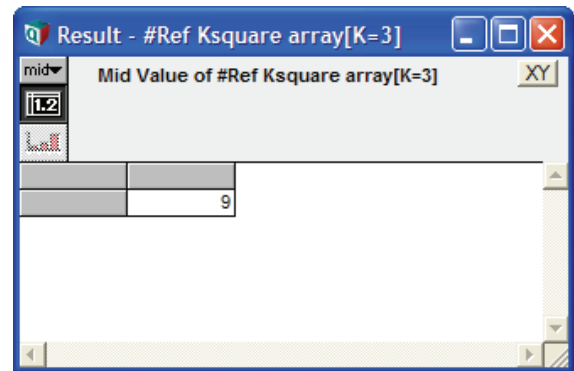 Result - #Ref Ksquare array[K=3]
mid
Mid Value of #Ref Ksquare array[K=3]
XY
1.2
9